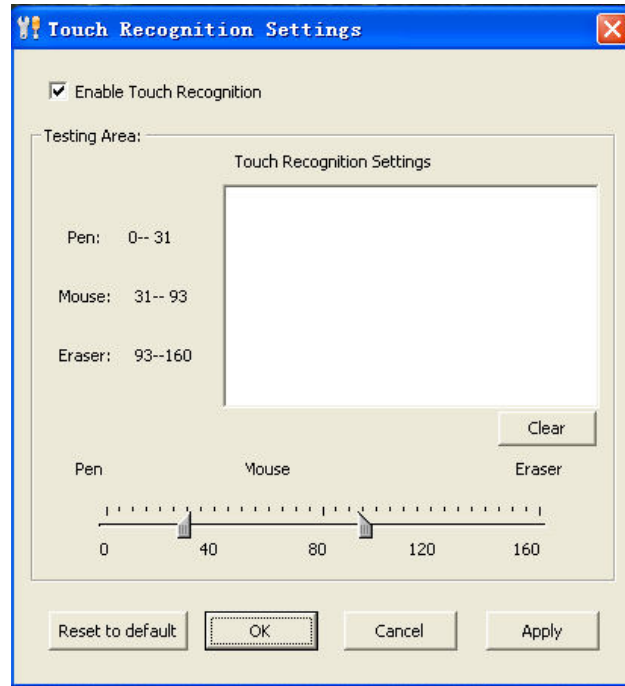 Touch Recognition Settings
Enable Touch Recognition
Testing Area:
Touch Recognition Settings
Pen: 0-- 31
Mouse: 31-- 93
Eraser: 93--160
Clear
Pen Mouse Eraser
0 40 80 120 160
Reset to default OK Cancel Apply